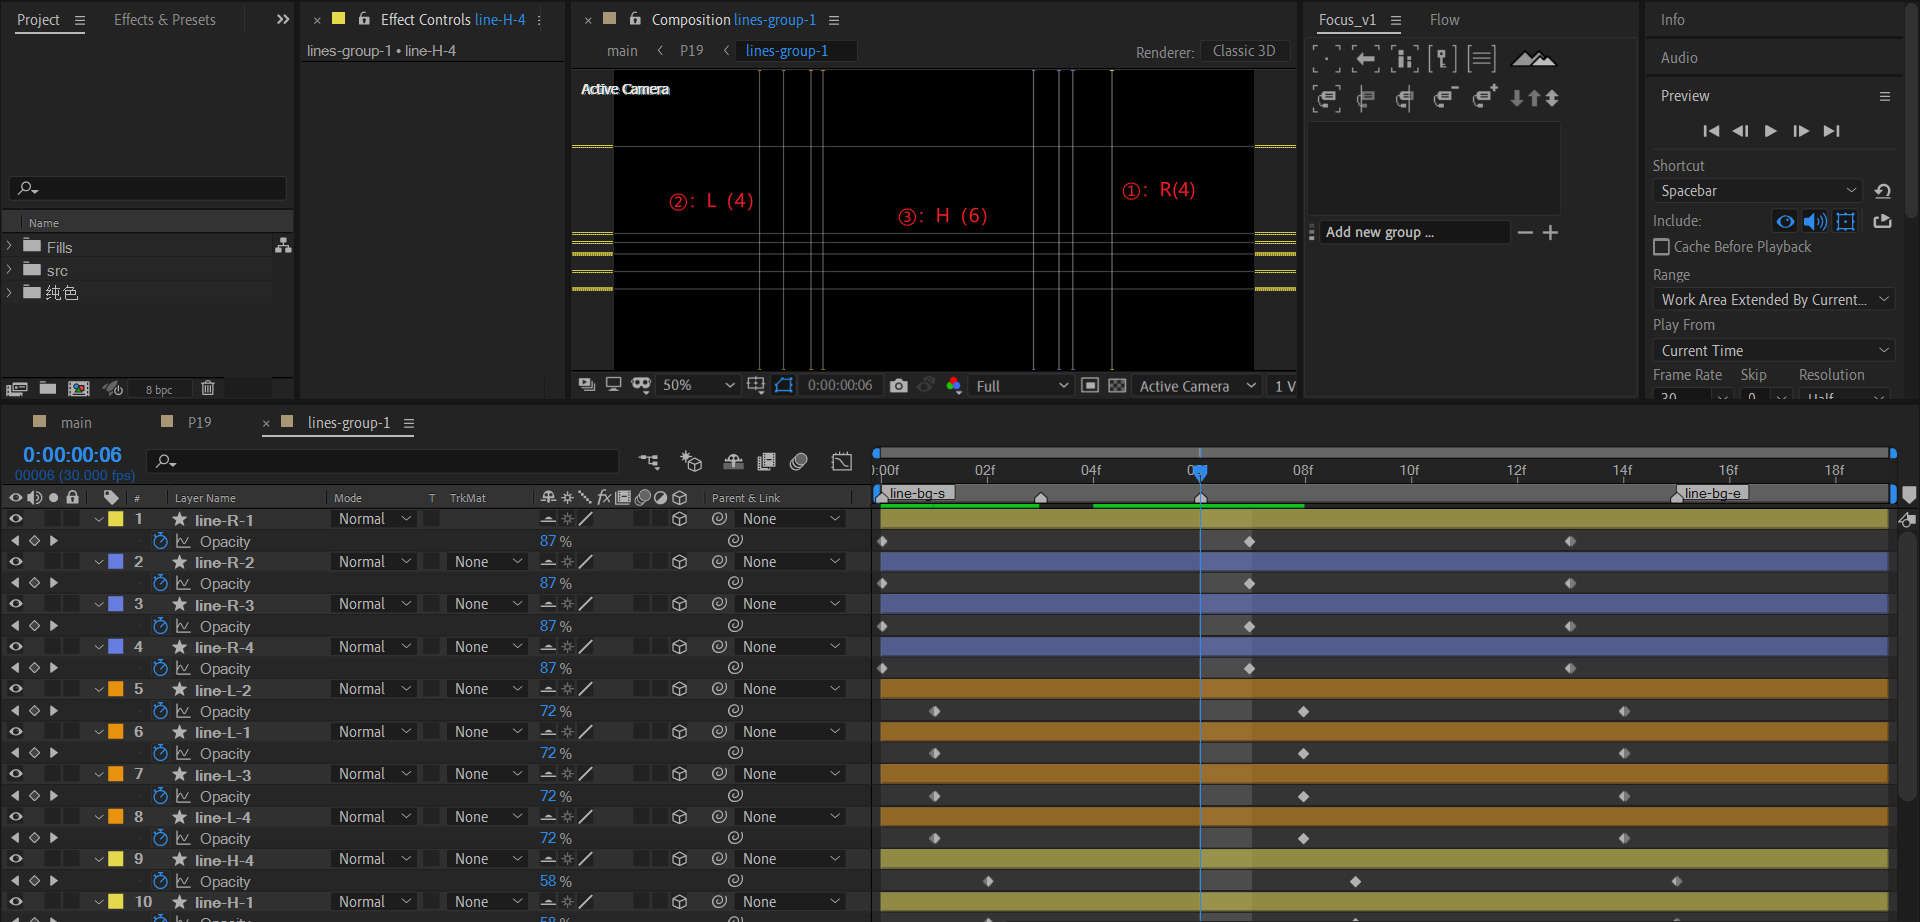 Project
Effects & Presets
Effect Controls line-H-4
Composition lines-group-1
Focus_v1
Flow
Info
lines-group-1 • line-H-4
main
P19
lines-group-1
Renderer:
Classic 3D
Audio
Active Camera
Preview
②: L (4)
③: H (6)
①: R(4)
Shortcut
Spacebar
Include:
Add new group ...
Cache Before Playback
Name
Fills
src
纯色
Range
Work Area Extended By Current...
Play From
Current Time
Frame Rate
Skip
Resolution
30
0
Half
8 bpc
50%
0:00:00:06
Full
Active Camera
1 V
main
P19
lines-group-1
0:00:00:06
00006 (30.000 fps)
):00f
02f
04f
08f
10f
12f
14f
16f
18f
#
Layer Name
Mode
T
TrkMat
fx
Parent & Link
line-bg-s
line-bg-e
1
line-R-1
Normal
None
Opacity
87 %
2
line-R-2
Normal
None
None
Opacity
87 %
3
line-R-3
Normal
None
None
Opacity
87 %
4
line-R-4
Normal
None
None
Opacity
87 %
5
line-L-2
Normal
None
None
Opacity
72 %
6
line-L-1
Normal
None
None
Opacity
72 %
7
line-L-3
Normal
None
None
Opacity
72 %
8
line-L-4
Normal
None
None
Opacity
72 %
9
line-H-4
Normal
None
None
Opacity
58 %
10
line-H-1
Normal
None
None
Opacity
58 %